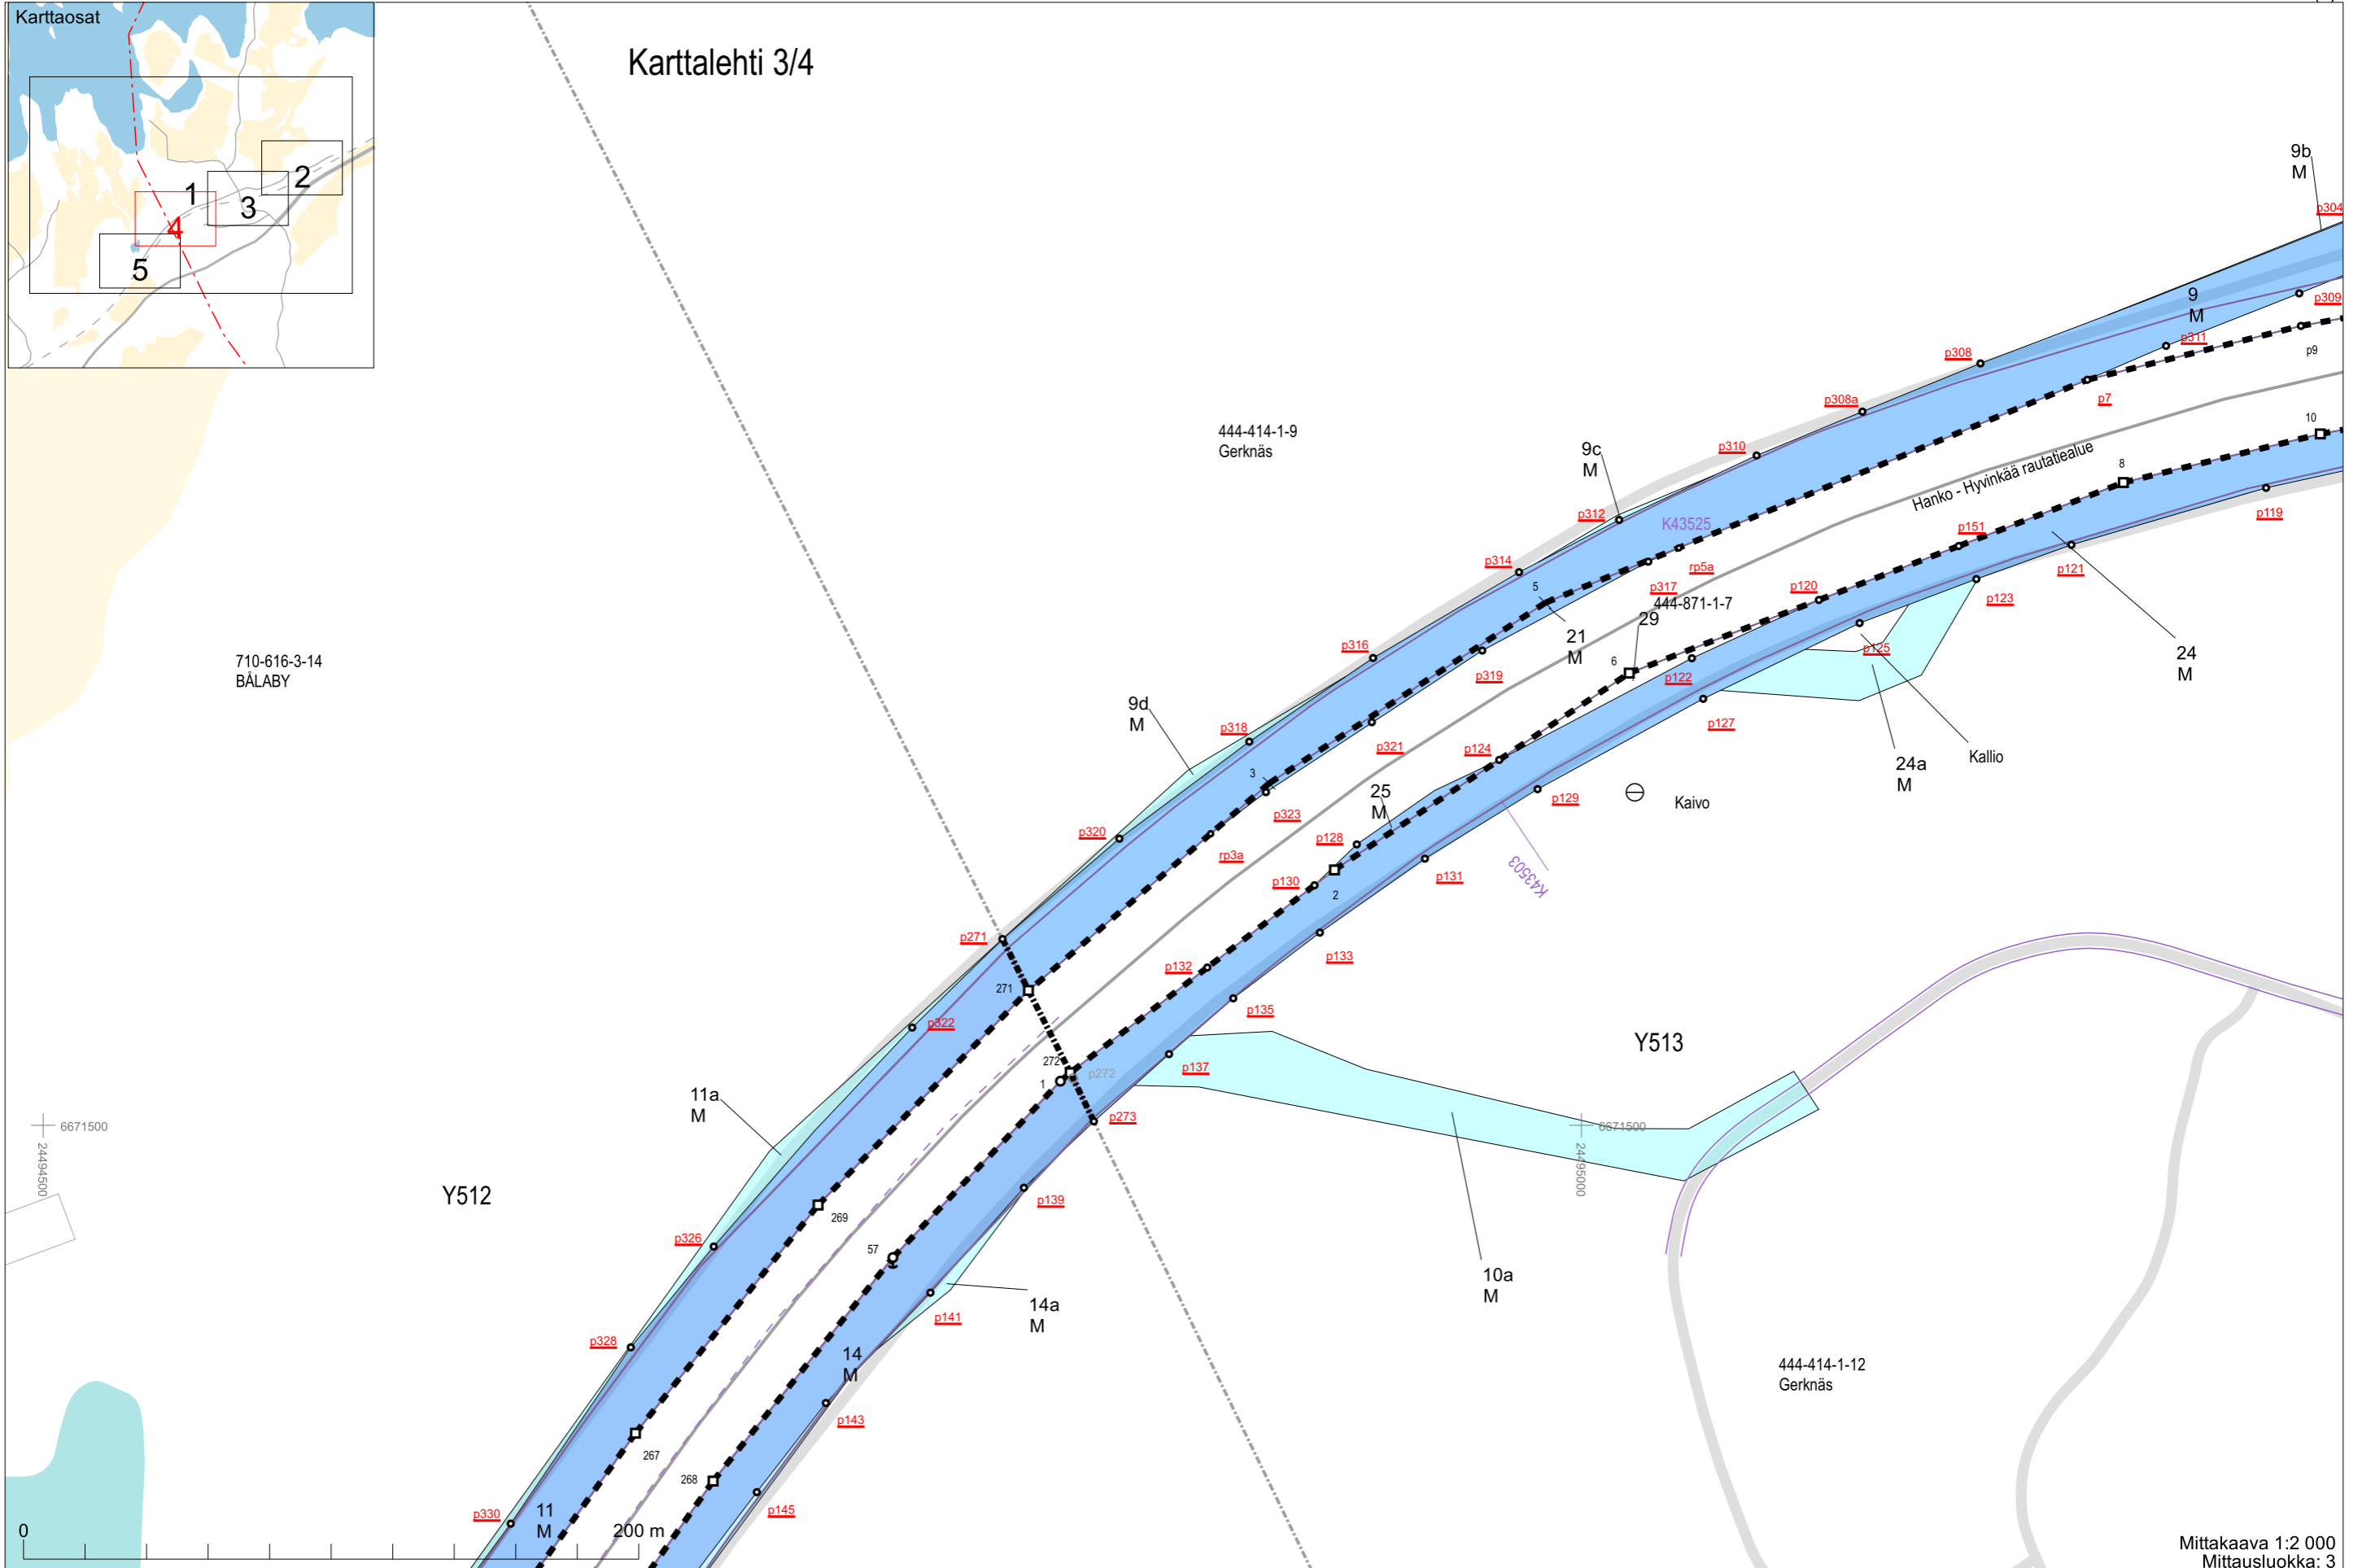 Karttaosat
1
2
3
4
5
Karttalehti 3/4
9b
M
p304
9
M
p309
p311
p308
p9
p7
p308a
10
444-414-1-9
Gerknäs
9c
M
p310
Hanko - Hyvinkää rautatiealue
8
p312
K43525
p119
p151
p314
p121
5
p317
rp5a
444-871-1-7
p120
p123
29
21
M
p316
6
p125
24
M
710-616-3-14
BÅLABY
p319
p122
9d
M
p318
p127
p321
p124
Kallio
24a
M
3
25
M
p129
Kaivo
p323
p320
p128
rp3a
K43503
p131
p130
2
p271
p133
p132
271
p135
p322
Y513
272
p272
1
p137
11a
M
6671500
24494500
p273
6671500
24495000
Y512
p139
269
p326
57
10a
M
14a
M
p141
p328
14
M
444-414-1-12
Gerknäs
p143
267
268
p330
11
M
p145
0
200 m
Mittakaava 1:2 000
Mittausluokka: 3